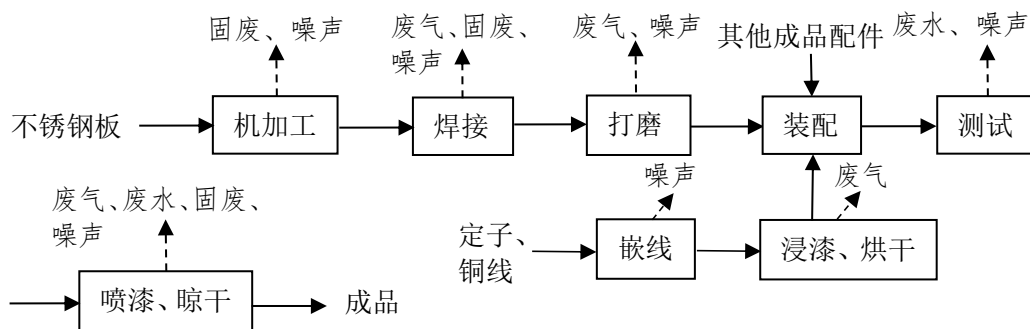 固废、噪声
废气、固废、
噪声
废气、噪声
其他成品配件
废水、噪声
不锈钢板
机加工
焊接
打磨
装配
测试
噪声
废气
定子、
铜线
嵌线
浸漆、烘干
废气、废水、固废、
噪声
喷漆、晾干
成品